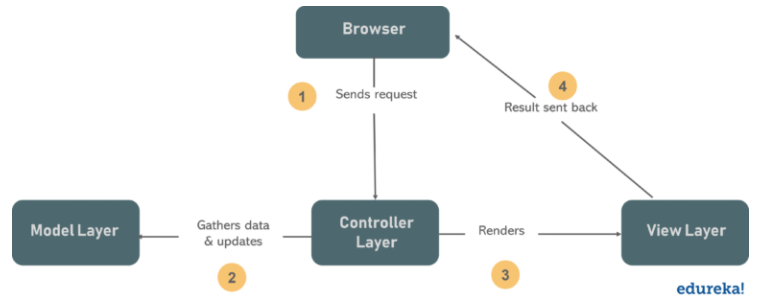 Browser
1
Sends request
4
Result sent back
Model Layer
Gathers data
& updates
2
Controller
Layer
Renders
3
View Layer
edureka!